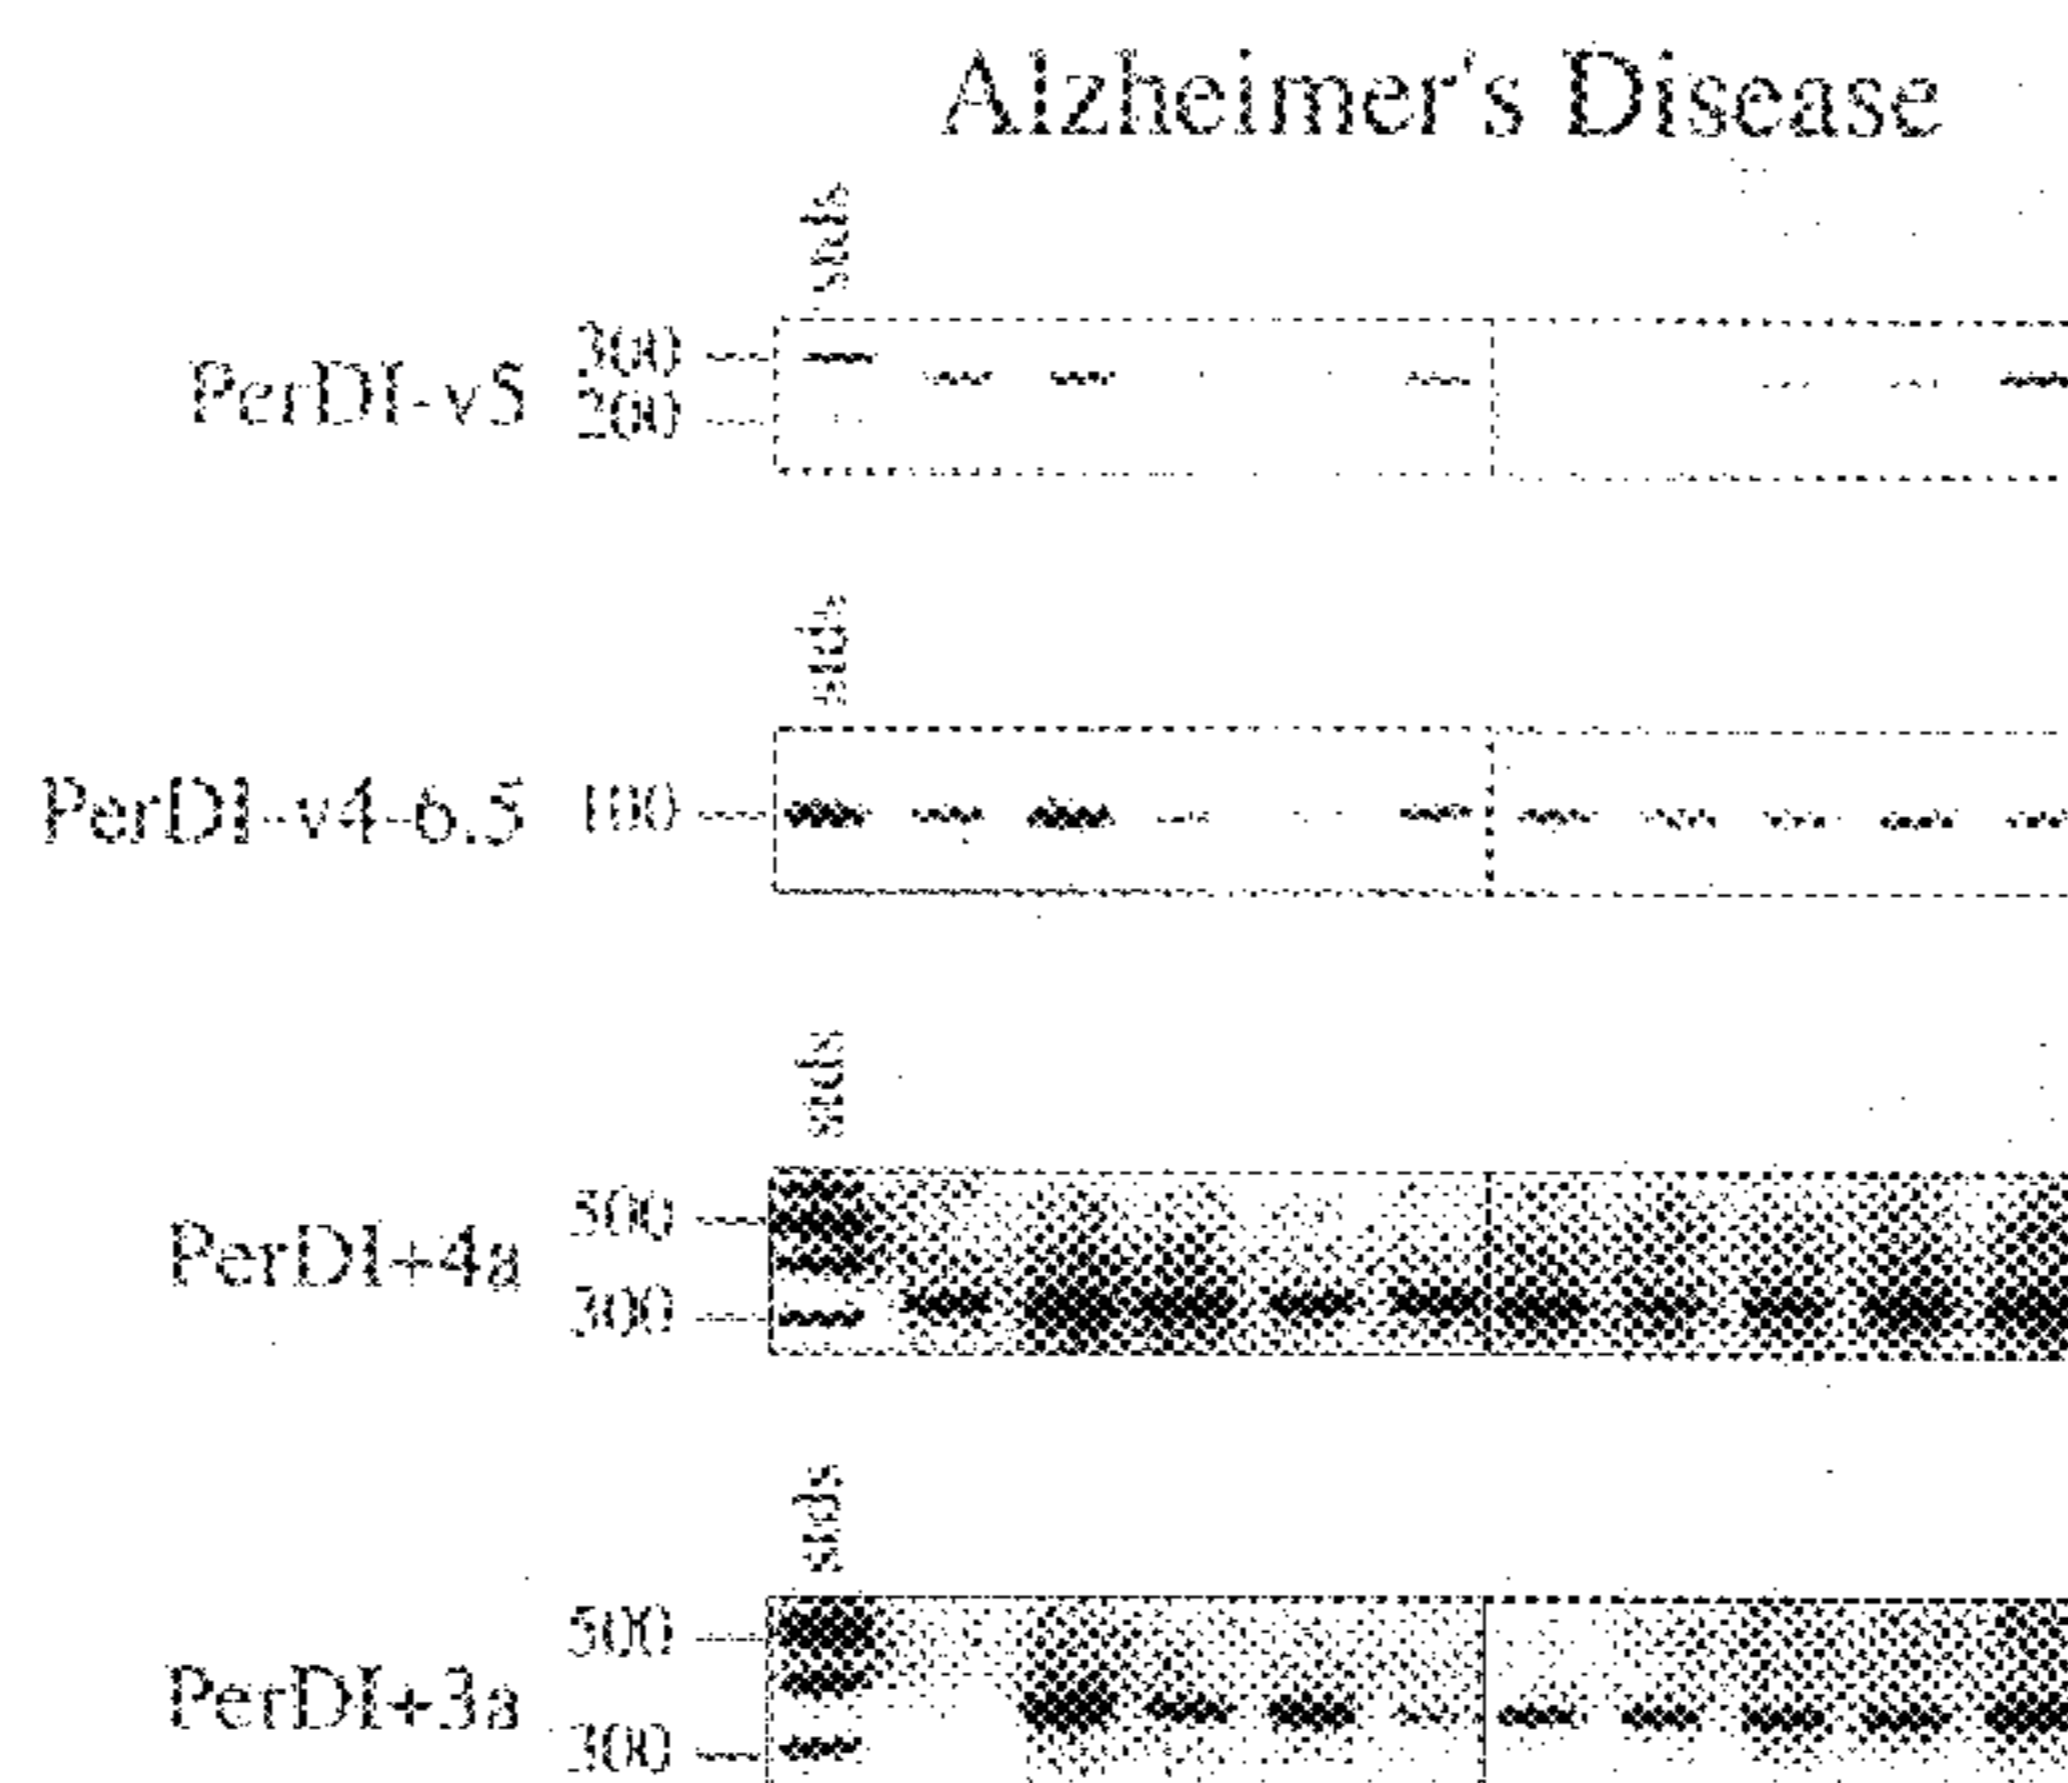 Alzheimer's Disease
stds
PerDI-v5 300
200
stds
PerDI-v4-6.5 100
stds
500
PerDI+4a
300
stds
500
PerDI+3a
300